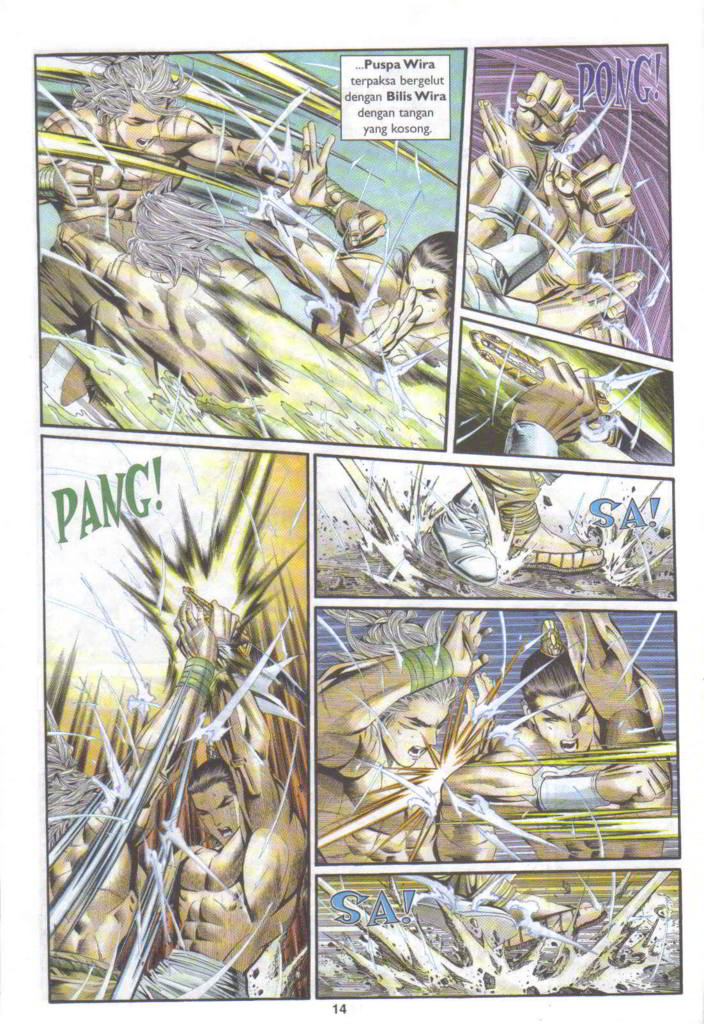 ...Puspa Wira
terpaksa bergelut
dengan Bilis Wira
dengan tangan
yang kosong.
PONG!
PANG!
SA!
SA!
14